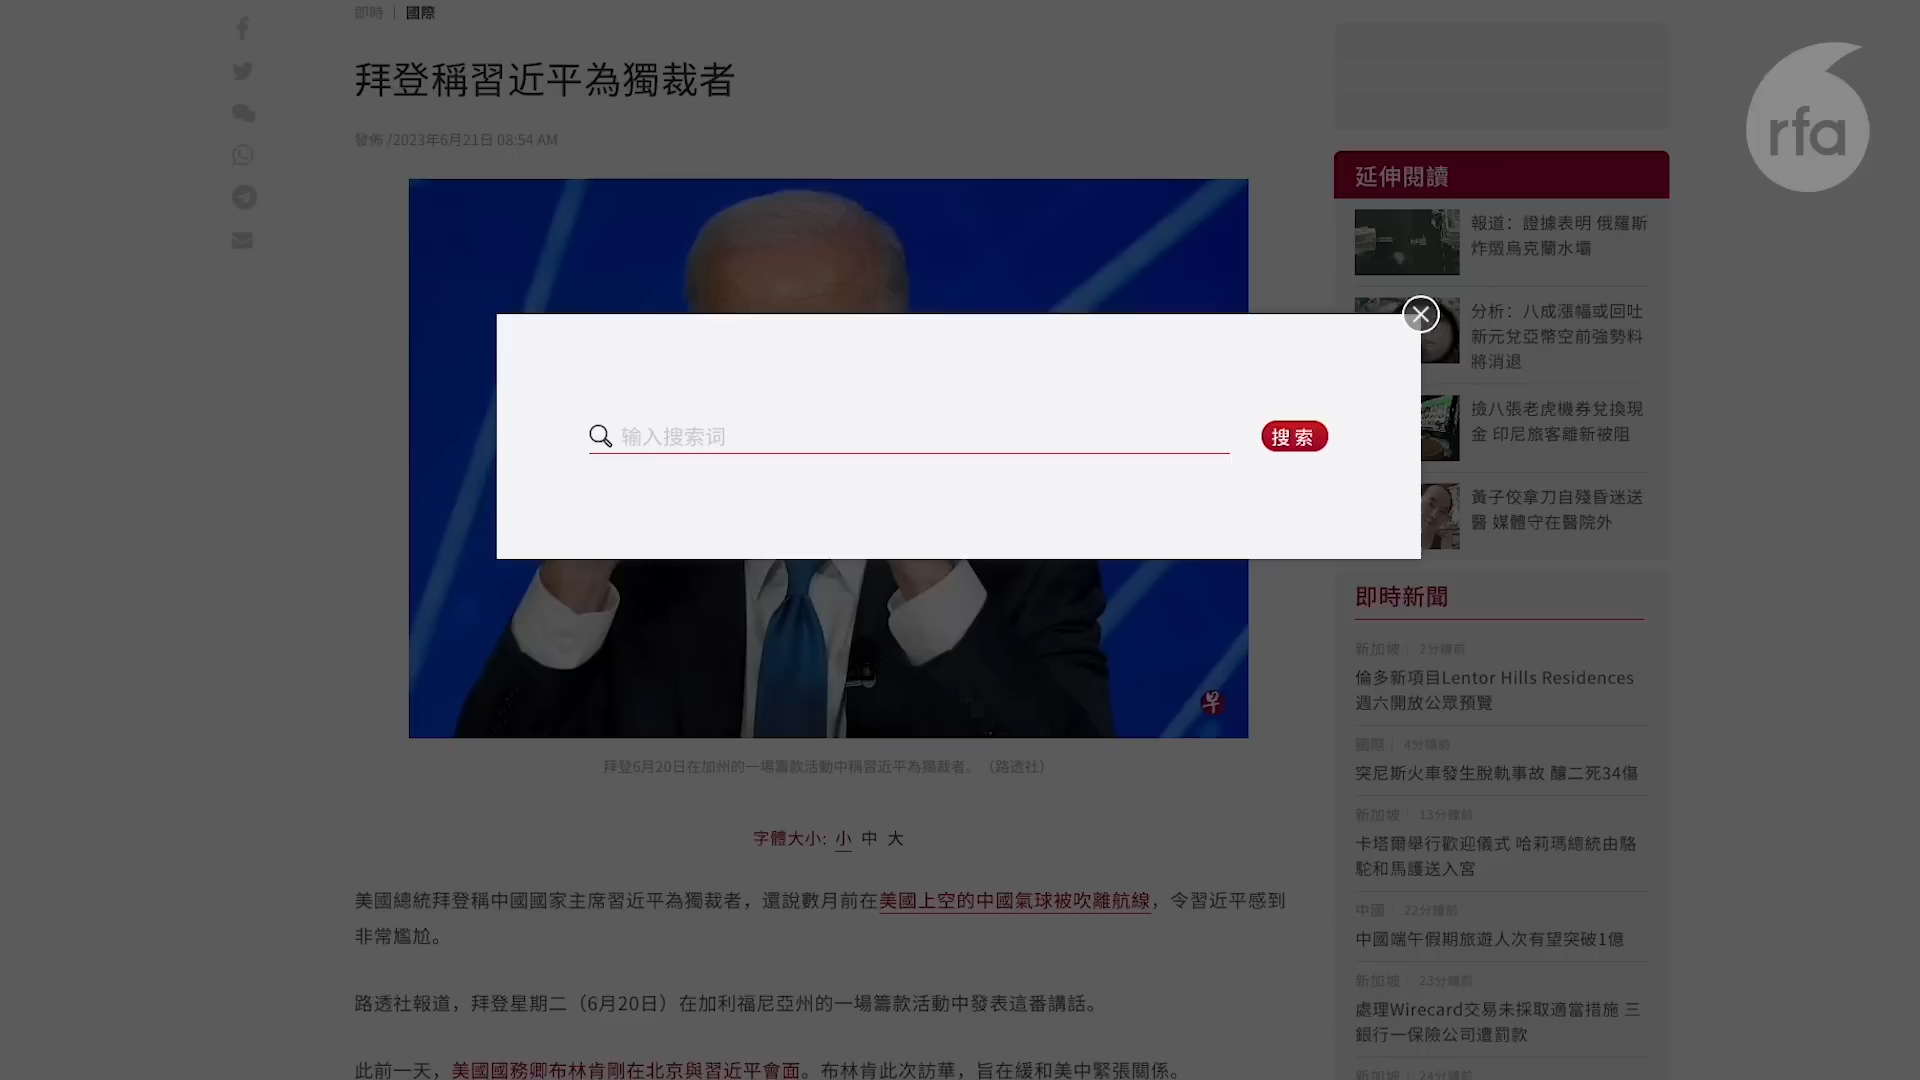 即時 | 國際
拜登稱習近平為獨裁者
發佈 /2023年6月21日 08:54 AM
rfa
延伸閱讀
報道：證據表明 俄羅斯
炸燬烏克蘭水壩
分析：八成漲幅或回吐
新元兌亞幣空前強勢料
將消退
撿八張老虎機券兌換現
金 印尼旅客離新被阻
黃子佼拿刀自殘昏迷送
醫 媒體守在醫院外
输入搜索词
搜索
早
拜登6月20日在加州的一場籌款活動中稱習近平為獨裁者。（路透社）
字體大小: 小 中 大
美國總統拜登稱中國國家主席習近平為獨裁者，還說數月前在美國上空的中國氣球被吹離航線，令習近平感到
非常尷尬。
路透社報道，拜登星期二（6月20日）在加利福尼亞州的一場籌款活動中發表這番講話。
此前一天，美國國務卿布林肯剛在北京與習近平會面。布林肯此次訪華，旨在緩和美中緊張關係。
即時新聞
新加坡 | 2分鐘前
倫多新項目Lentor Hills Residences
週六開放公眾預覽
國際 | 4分鐘前
突尼斯火車發生脫軌事故 釀二死34傷
新加坡 | 13分鐘前
卡塔爾舉行歡迎儀式 哈莉瑪總統由駱
駝和馬護送入宮
中國 | 22分鐘前
中國端午假期旅遊人次有望突破1億
新加坡 | 23分鐘前
處理Wirecard交易未採取適當措施 三
銀行一保險公司遭罰款
新加坡 | 24分鐘前